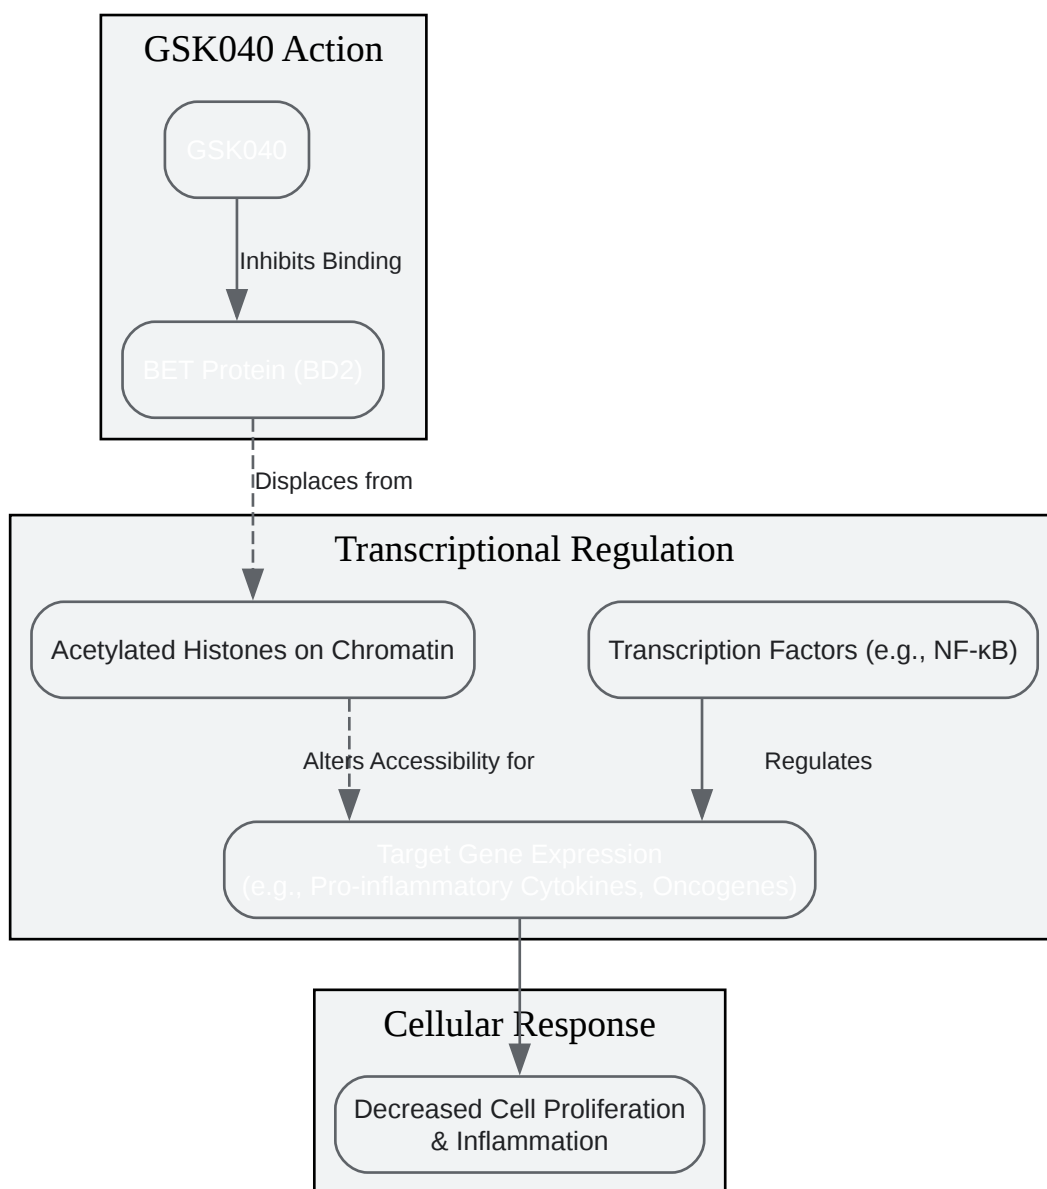 GSK040 Action
GSK040
Inhibits Binding
BET Protein (BD2)
Displaces from
Transcriptional Regulation
Acetylated Histones on Chromatin
Transcription Factors (e.g., NF-κB)
Alters Accessibility for
Regulates
Target Gene Expression
(e.g., Pro-inflammatory Cytokines, Oncogenes)
Cellular Response
Decreased Cell Proliferation
& Inflammation